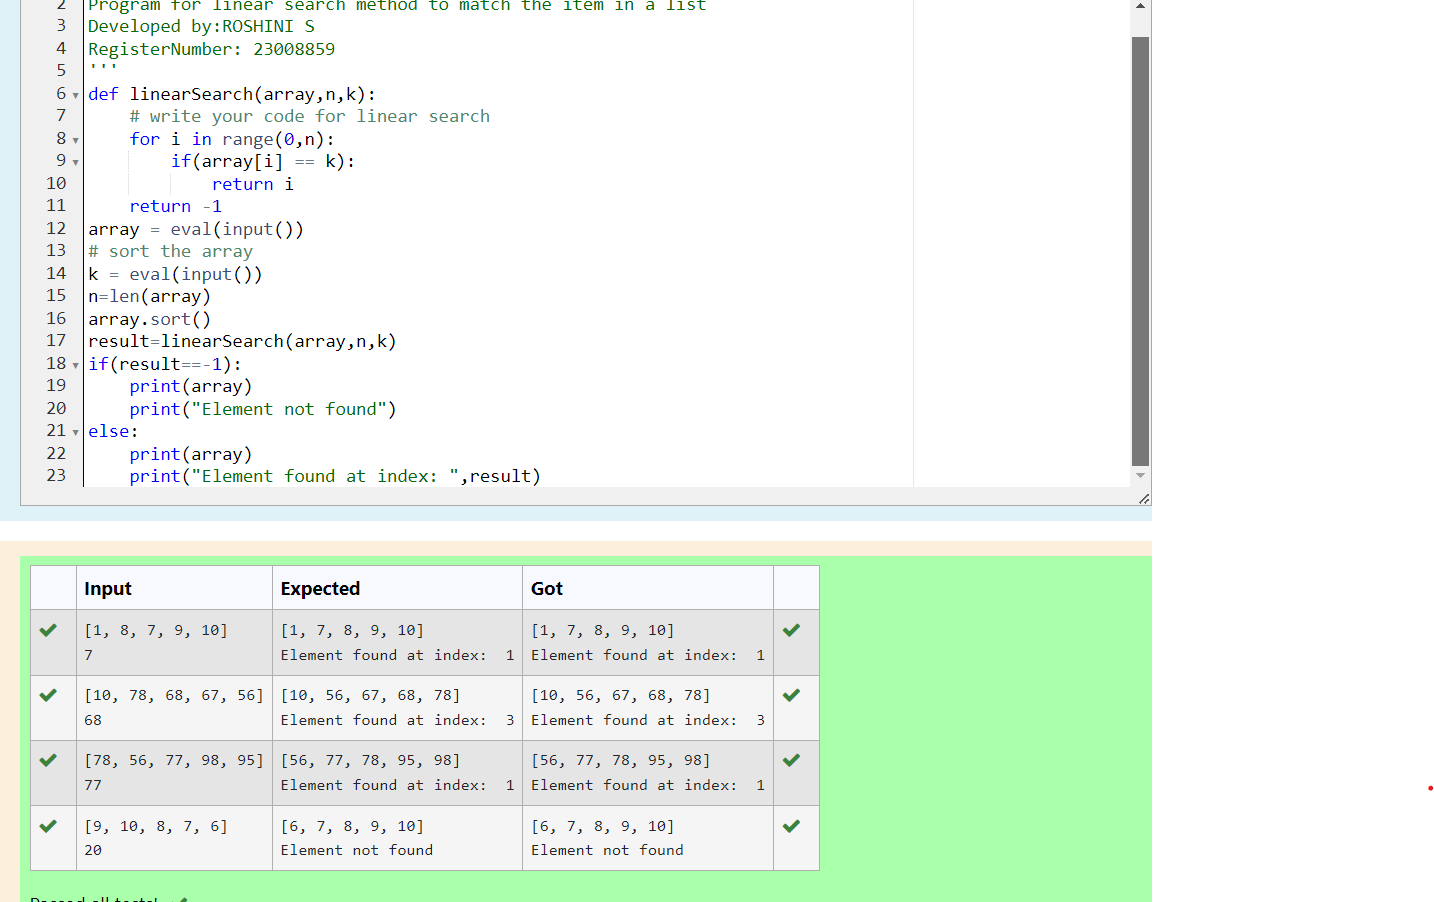 2 Program for linear search method to match the item in a list
3 Developed by:ROSHINI S
4 RegisterNumber: 23008859
5 '''
6 def linearSearch(array,n,k):
7     # write your code for linear search
8     for i in range(0,n):
9         if(array[i] == k):
10             return i
11     return -1
12 array = eval(input())
13 # sort the array
14 k = eval(input())
15 n=len(array)
16 array.sort()
17 result=linearSearch(array,n,k)
18 if(result==-1):
19     print(array)
20     print("Element not found")
21 else:
22     print(array)
23     print("Element found at index: ",result)
Input Expected Got
[1, 8, 7, 9, 10] [1, 7, 8, 9, 10] [1, 7, 8, 9, 10]
7 Element found at index:  1 Element found at index:  1
[10, 78, 68, 67, 56] [10, 56, 67, 68, 78] [10, 56, 67, 68, 78]
68 Element found at index:  3 Element found at index:  3
[78, 56, 77, 98, 95] [56, 77, 78, 95, 98] [56, 77, 78, 95, 98]
77 Element found at index:  1 Element found at index:  1
[9, 10, 8, 7, 6] [6, 7, 8, 9, 10] [6, 7, 8, 9, 10]
20 Element not found Element not found
Passed all tests!